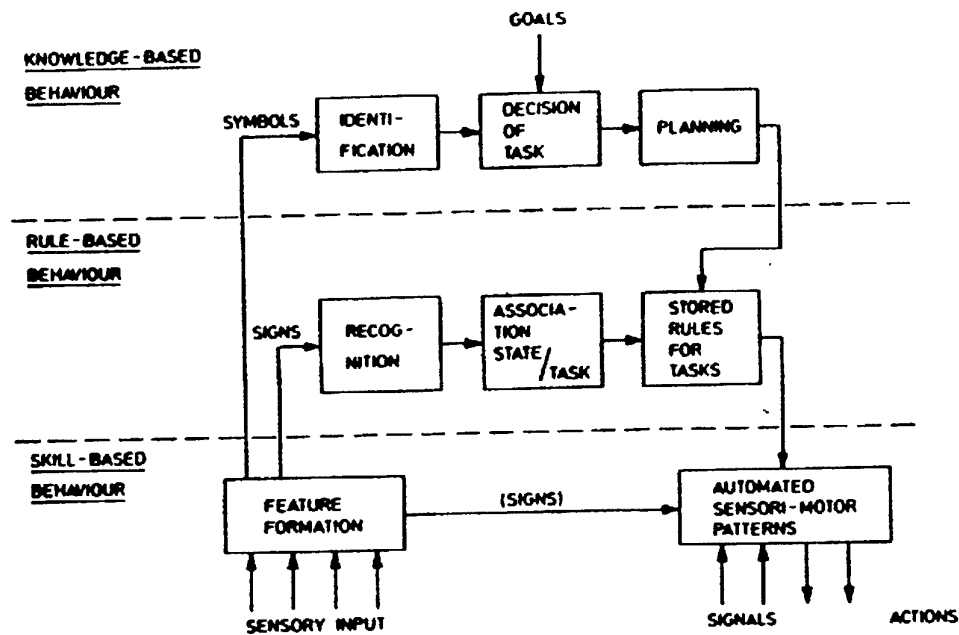 GOALS
KNOWLEDGE-BASED
BEHAVIOUR
SYMBOLS
IDENTI-
FICATION
DECISION
OF
TASK
PLANNING
RULE-BASED
BEHAVIOUR
SIGNS
RECOG-
NITION
ASSOCIA-
TION
STATE
/TASK
STORED
RULES
FOR
TASKS
SKILL-BASED
BEHAVIOUR
FEATURE
FORMATION
(SIGNS)
AUTOMATED
SENSORI-MOTOR
PATTERNS
SENSORY INPUT
SIGNALS
ACTIONS